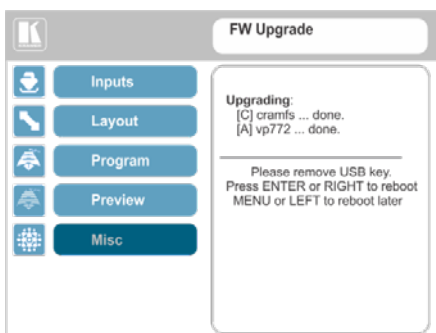 K
FW Upgrade
Inputs
Layout
Program
Preview
Misc
Upgrading:
[C] cramfs ... done.
[A] vp772 ... done.
Please remove USB key.
Press ENTER or RIGHT to reboot
MENU or LEFT to reboot later